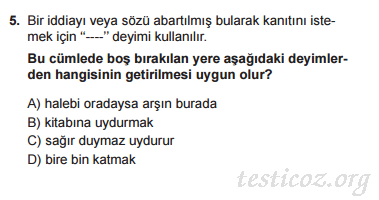 5. Bir iddiayı veya sözü abartılmış bularak kanıtını iste-
mek için “----” deyimi kullanılır.
Bu cümlede boş bırakılan yere aşağıdaki deyimler-
den hangisinin getirilmesi uygun olur?
A) halebi oradaysa arşın burada
B) kitabına uydurmak
C) sağır duymaz uydurur
D) bire bin katmak
testicoz.org